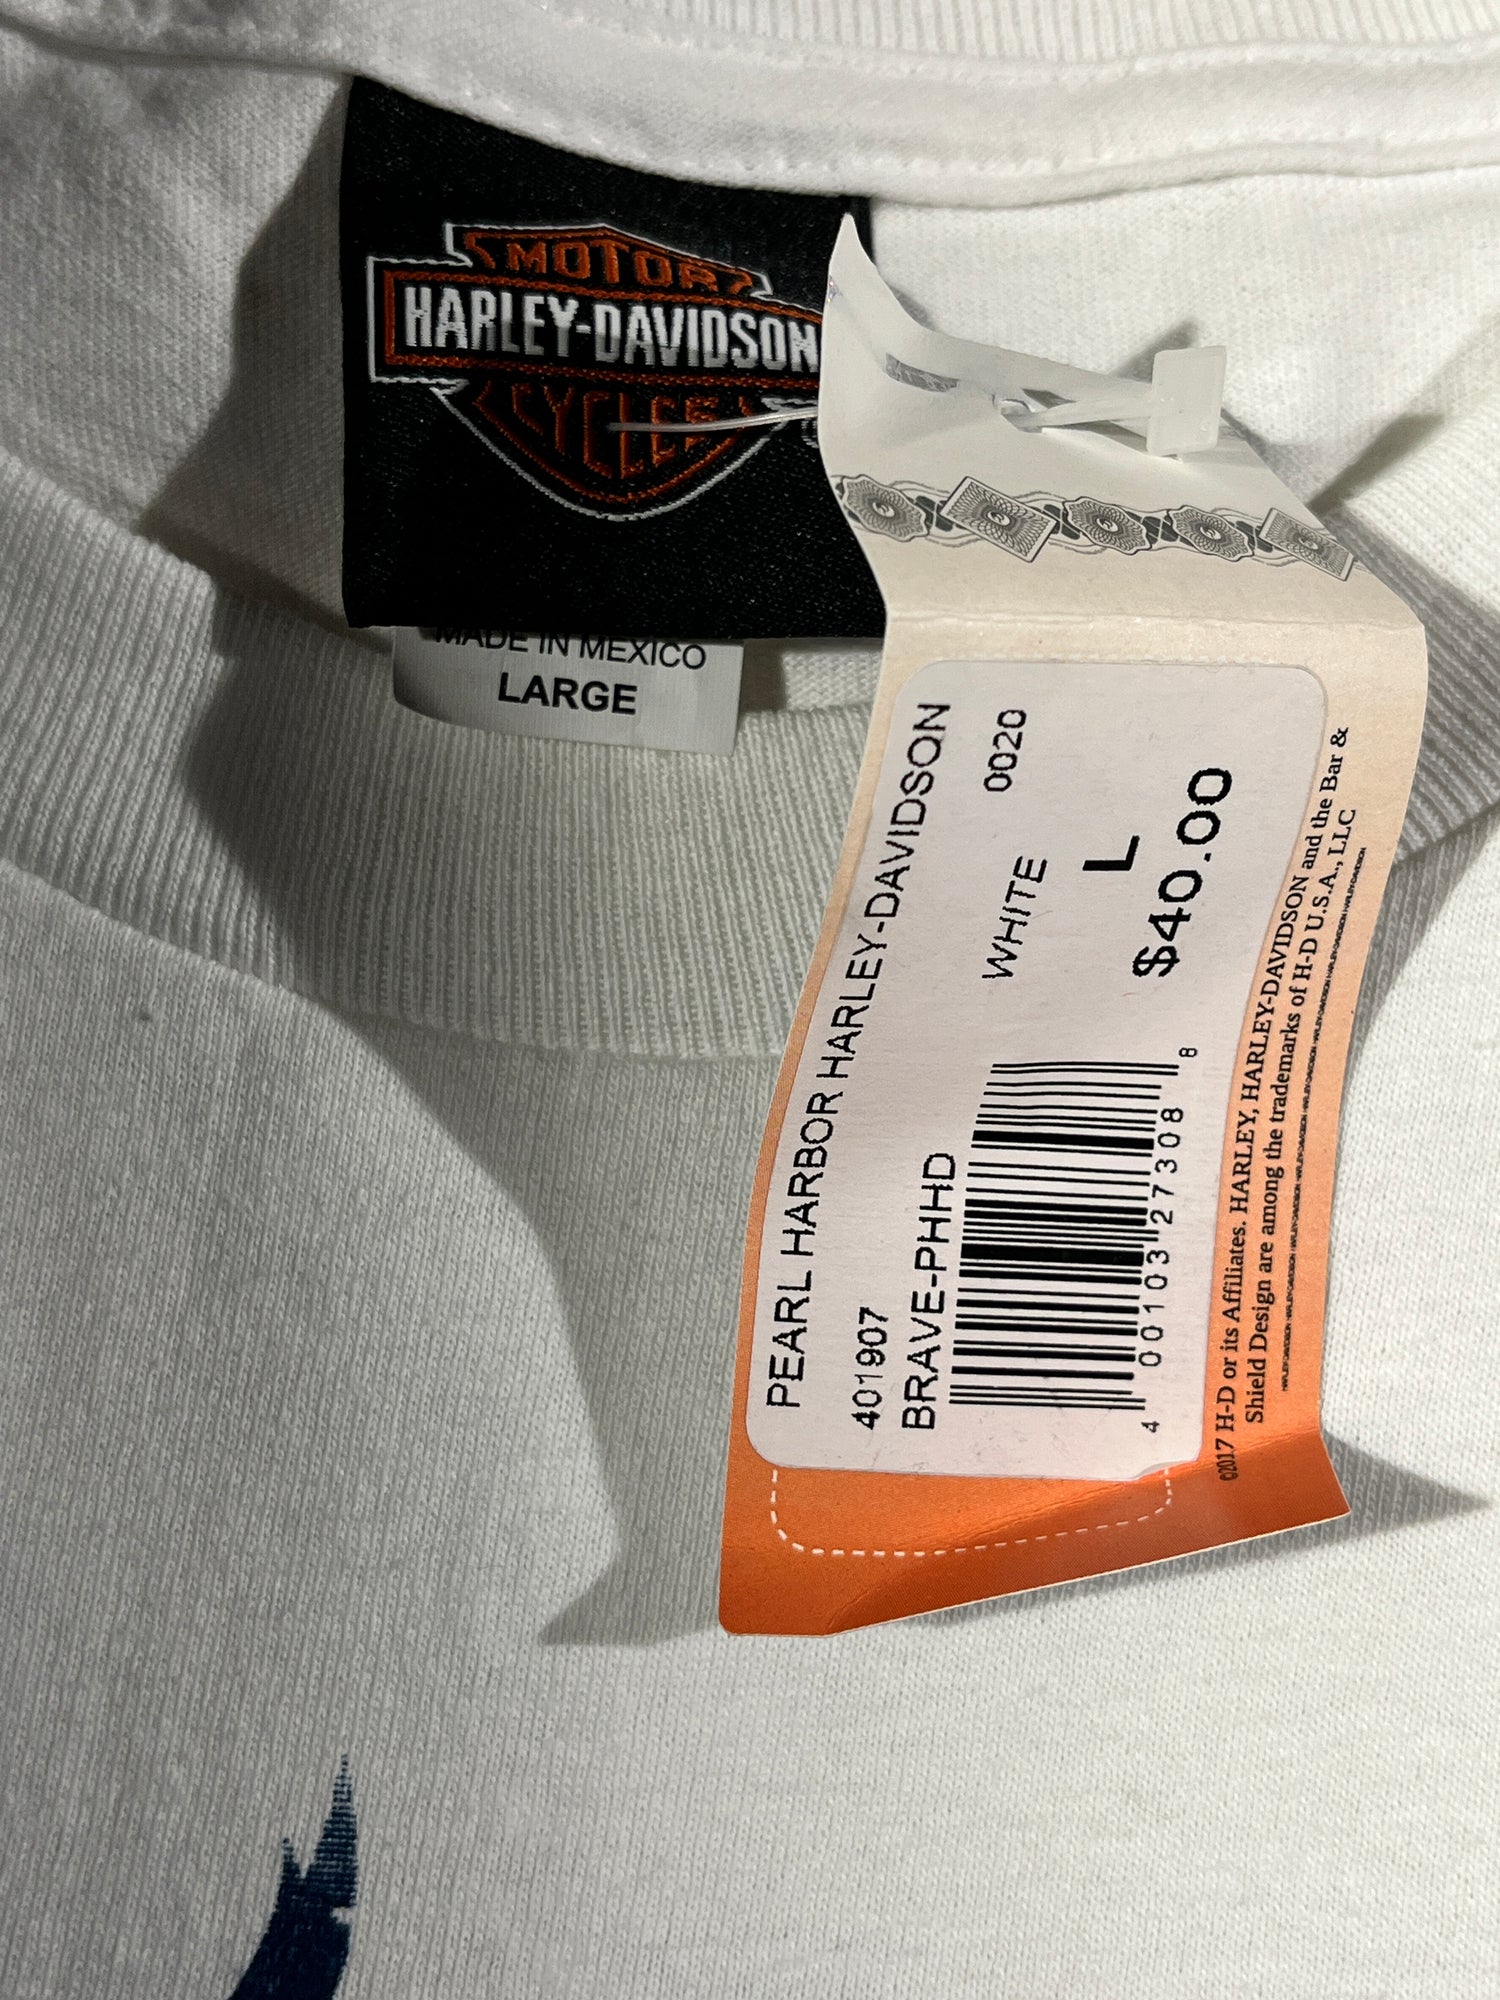 MOTOR
HARLEY-DAVIDSON
CYCLES
MADE IN MEXICO
LARGE
PEARL HARBOR HARLEY-DAVIDSON
401907
BRAVE-PHHD
WHITE 0020
L
$40.00
4 00103 27308 8
©2017 H-D or its Affiliates. HARLEY, HARLEY-DAVIDSON and the Bar &
Shield Design are among the trademarks of H-D U.S.A., LLC